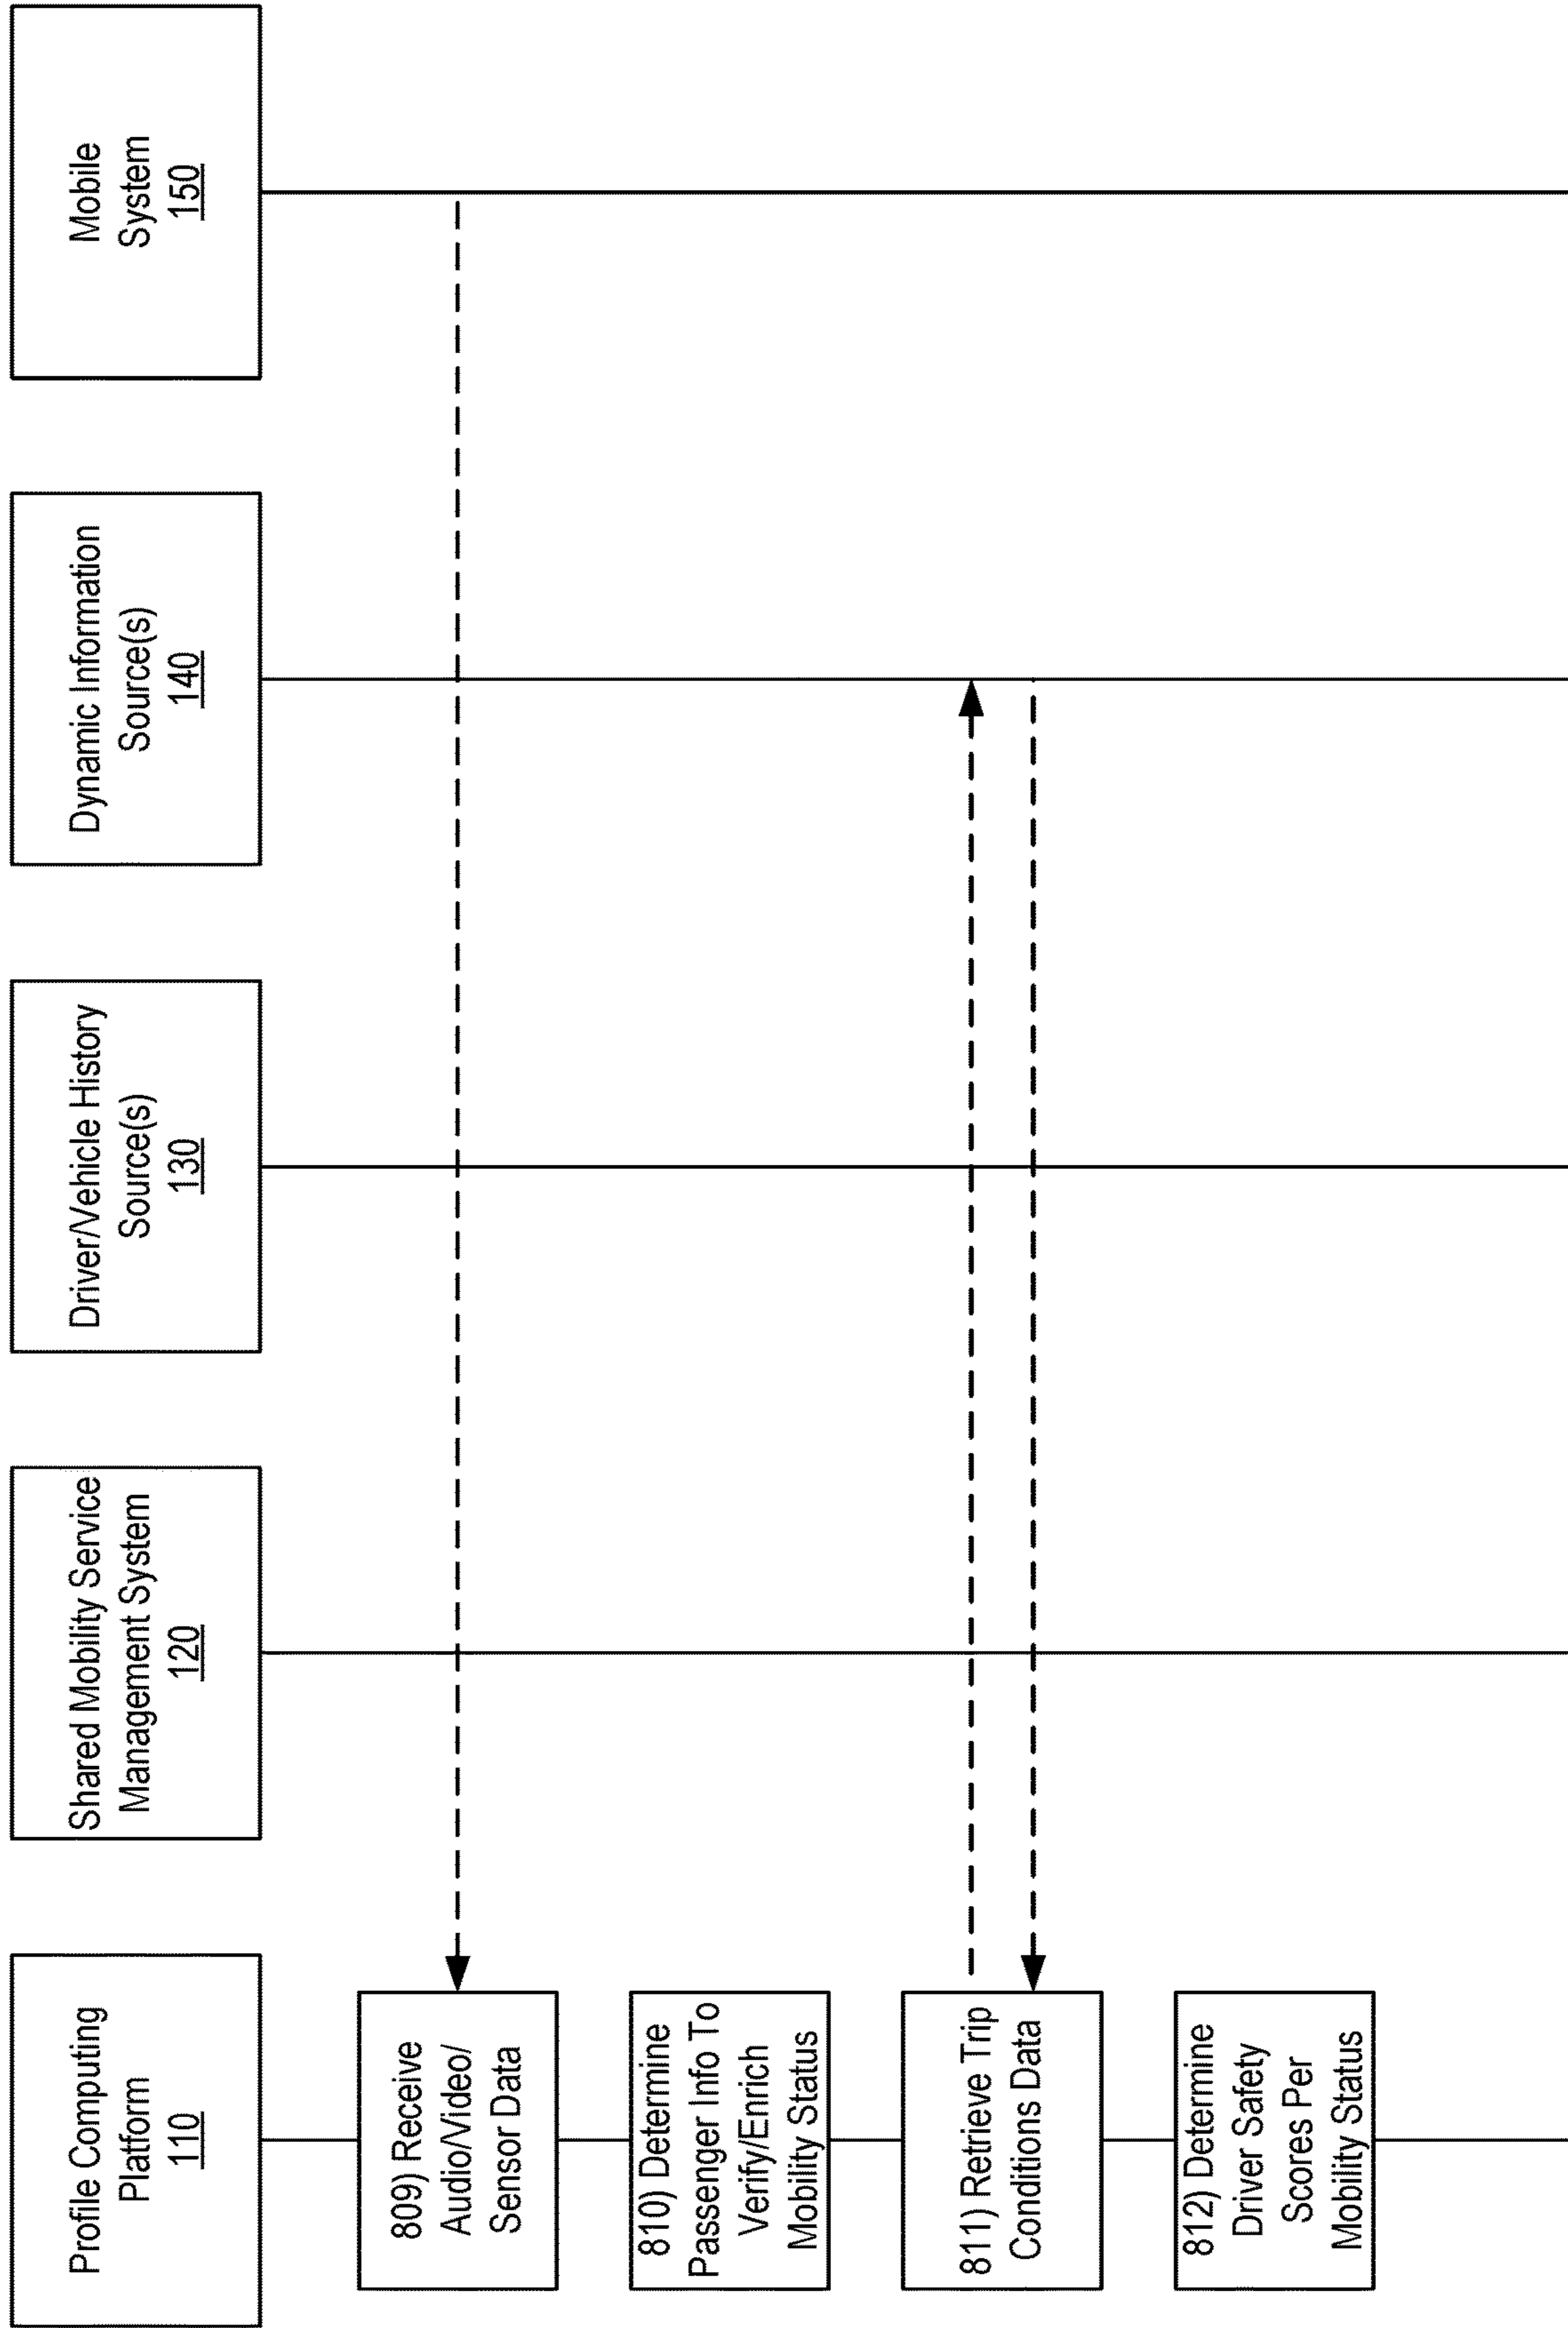 Profile Computing
Platform
110
Shared Mobility Service
Management System
120
Driver/Vehicle History
Source(s)
130
Dynamic Information
Source(s)
140
Mobile
System
150
809) Receive
Audio/Video/
Sensor Data
810) Determine
Passenger Info To
Verify/Enrich
Mobility Status
811) Retrieve Trip
Conditions Data
812) Determine
Driver Safety
Scores Per
Mobility Status